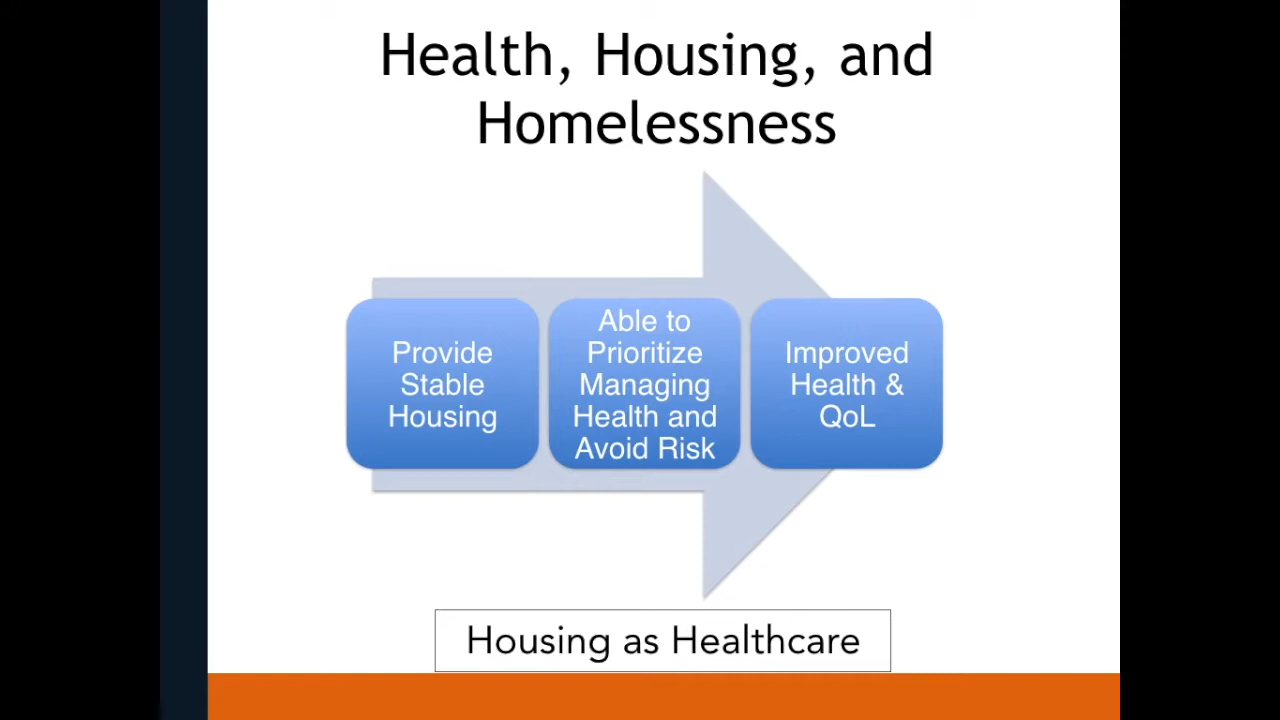 Health, Housing, and
Homelessness
Provide
Stable
Housing
Able to
Prioritize
Managing
Health and
Avoid Risk
Improved
Health &
QoL
Housing as Healthcare